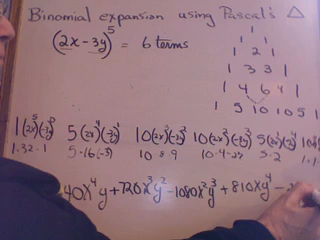 Binomial expansion using Pascal's △
(2x - 3y)⁵ = 6 terms
1
1 1
1 2 1
1 3 3 1
1 4 6 4 1
1 5 10 10 5 1
1(2x)⁵(-3y)⁰ 5(2x)⁴(-3y)¹ 10(2x)³(-3y)² 10(2x)²(-3y)³ 5(2x)¹(-3y)⁴
1·32·1 5·16(-3) 10·8·9 10·4·-27 5·2
40x⁴y + 720x³y² - 1080x²y³ + 810xy⁴ -